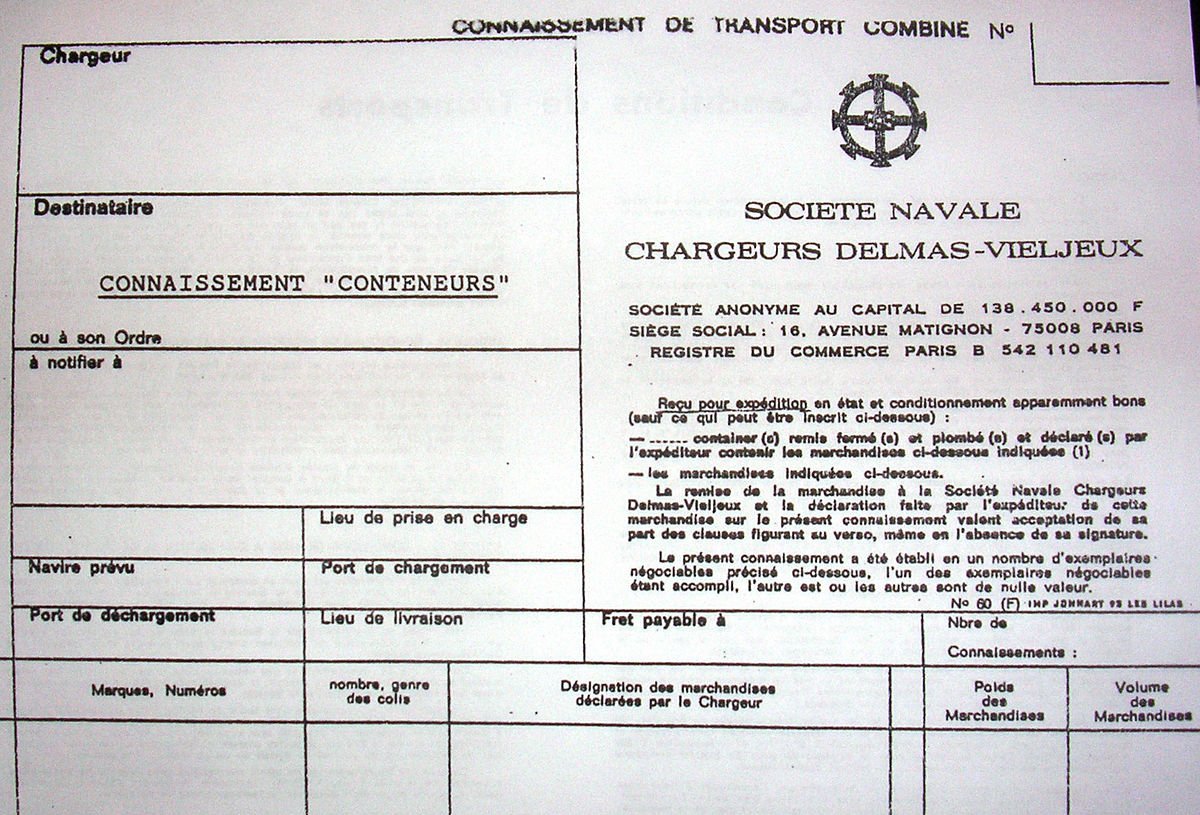 CONNAISSEMENT DE TRANSPORT COMBINE Nº
Chargeur
Destinataire
CONNAISSEMENT "CONTENEURS"
ou à son Ordre
à notifier à
SOCIETE NAVALE
CHARGEURS DELMAS-VIELJEUX
SOCIÉTÉ ANONYME AU CAPITAL DE 138.450.000 F
SIÈGE SOCIAL : 16, AVENUE MATIGNON - 75008 PARIS
REGISTRE DU COMMERCE PARIS B 542 110 481
Reçu pour expédition en état et conditionnement apparemment bons
(sauf ce qui peut être inscrit ci-dessous) :
— ...... container (s) remis fermé (s) et plombé (s) et déclaré (s) par
l'expéditeur contenir les marchandises ci-dessous indiquées (1)
— les marchandises indiquées ci-dessous.
La remise de la marchandise à la Société Navale Chargeurs
Delmas-Vieljeux et la déclaration faite par l'expéditeur de cette
marchandise sur le présent connaissement valent acceptation de sa
part des clauses figurant au verso, même en l'absence de sa signature.
Le présent connaissement a été établi en un nombre d'exemplaires
négociables précisé ci-dessous, l'un des exemplaires négociables
étant accompli, l'autre est ou les autres sont de nulle valeur.
Nº 60 (F) - IMP JOHNART 93 LES LILAS
Lieu de prise en charge
Navire prévu
Port de chargement
Port de déchargement
Lieu de livraison
Fret payable à
Nbre de
Connaissements :
Marques, Numéros
nombre, genre
des colis
Désignation des marchandises
déclarées par le Chargeur
Poids
des
Marchandises
Volume
des
Marchandises